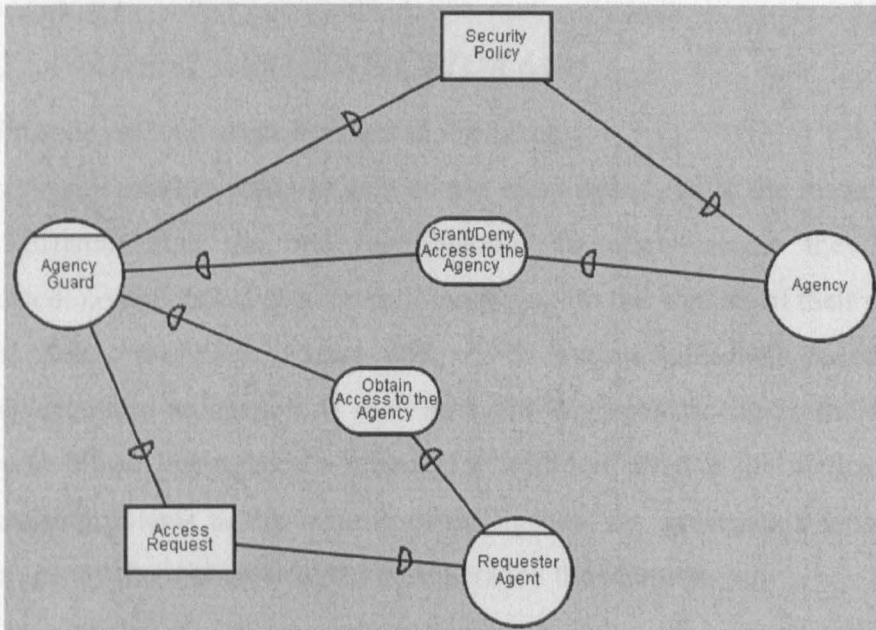 Security
Policy
Grant/Deny
Access to the
Agency
Agency
Guard
Agency
Obtain
Access to the
Agency
Access
Request
Requester
Agent